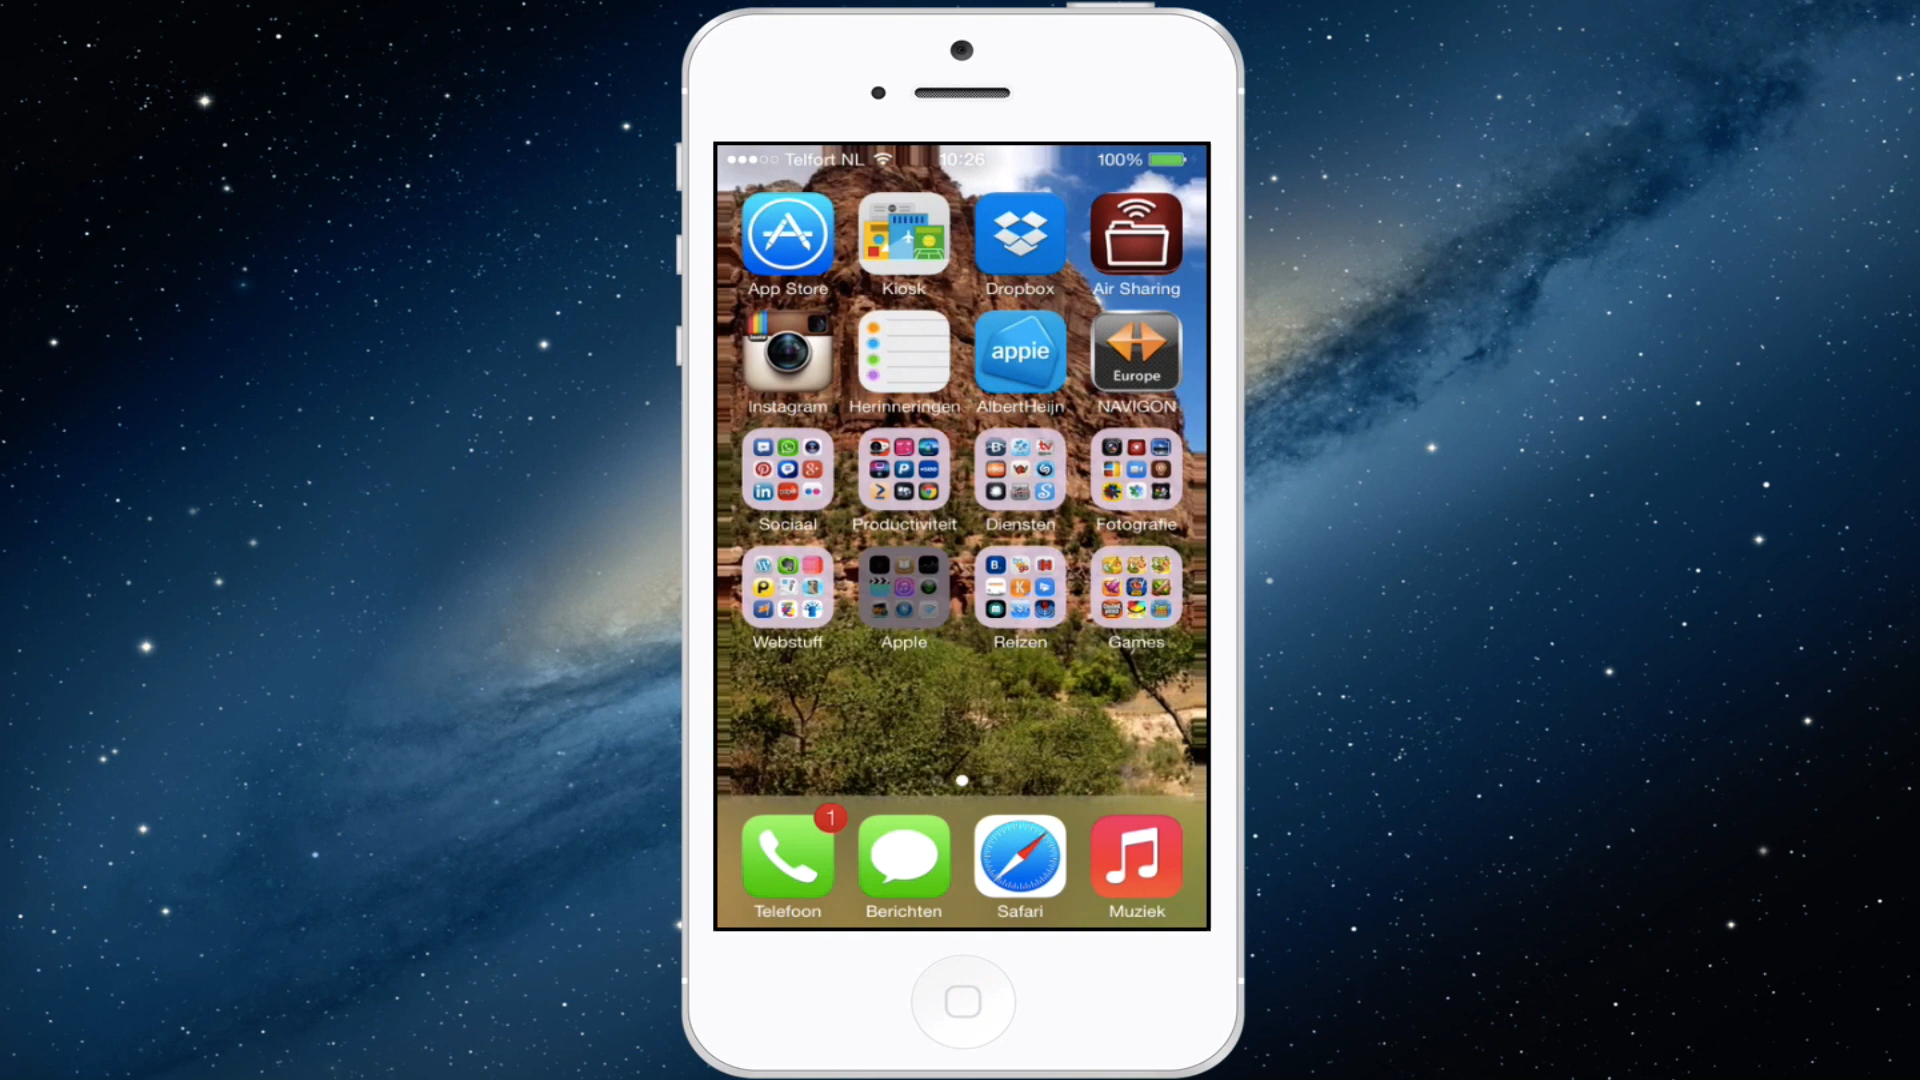 Telfort NL 10:26 100%
App Store Kiosk Dropbox Air Sharing
appie Europe
Instagram Herinneringen AlbertHeijn NAVIGON
Sociaal Productiviteit Diensten Fotografie
Webstuff Apple Reizen Games
1
Telefoon Berichten Safari Muziek